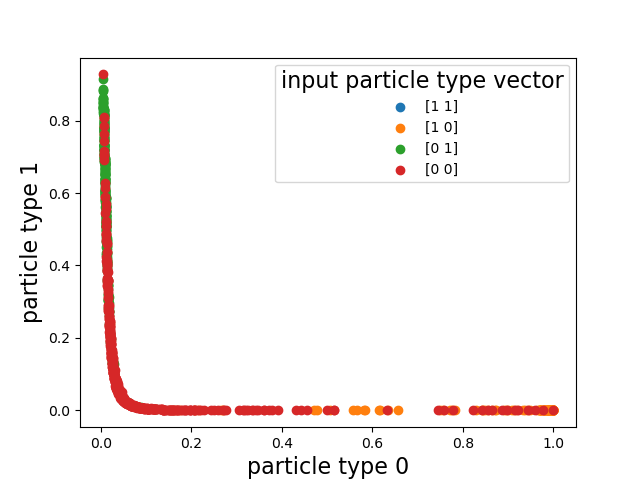 input particle type vector
[1 1]
[1 0]
[0 1]
[0 0]
0.8
0.6
0.4
0.2
0.0
particle type 1
0.0 0.2 0.4 0.6 0.8 1.0
particle type 0